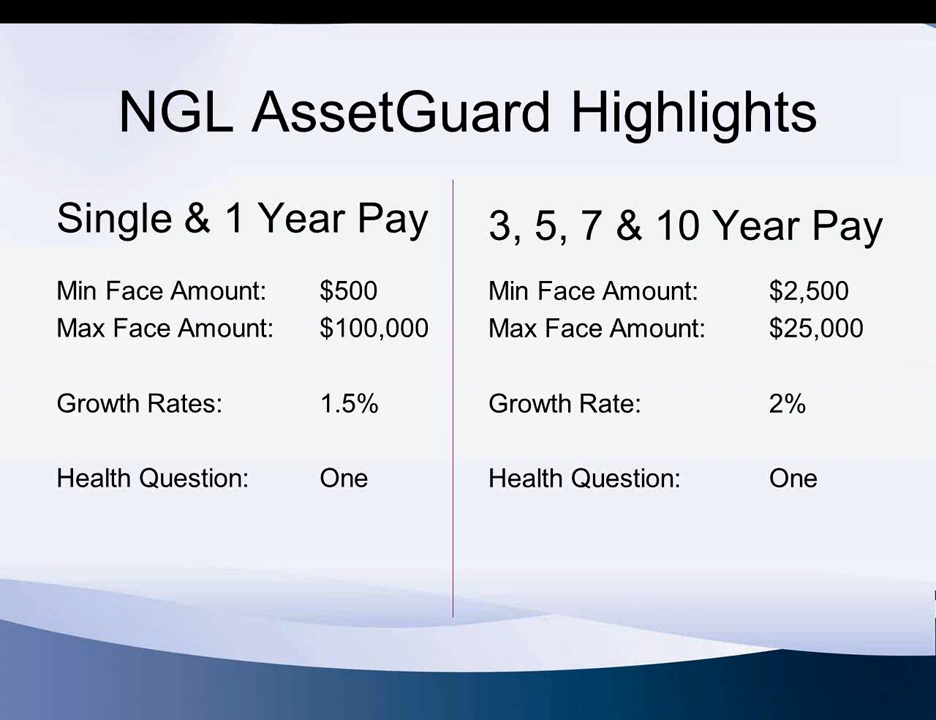 NGL AssetGuard Highlights
Single & 1 Year Pay
Min Face Amount: $500
Max Face Amount: $100,000
Growth Rates: 1.5%
Health Question: One
3, 5, 7 & 10 Year Pay
Min Face Amount: $2,500
Max Face Amount: $25,000
Growth Rate: 2%
Health Question: One